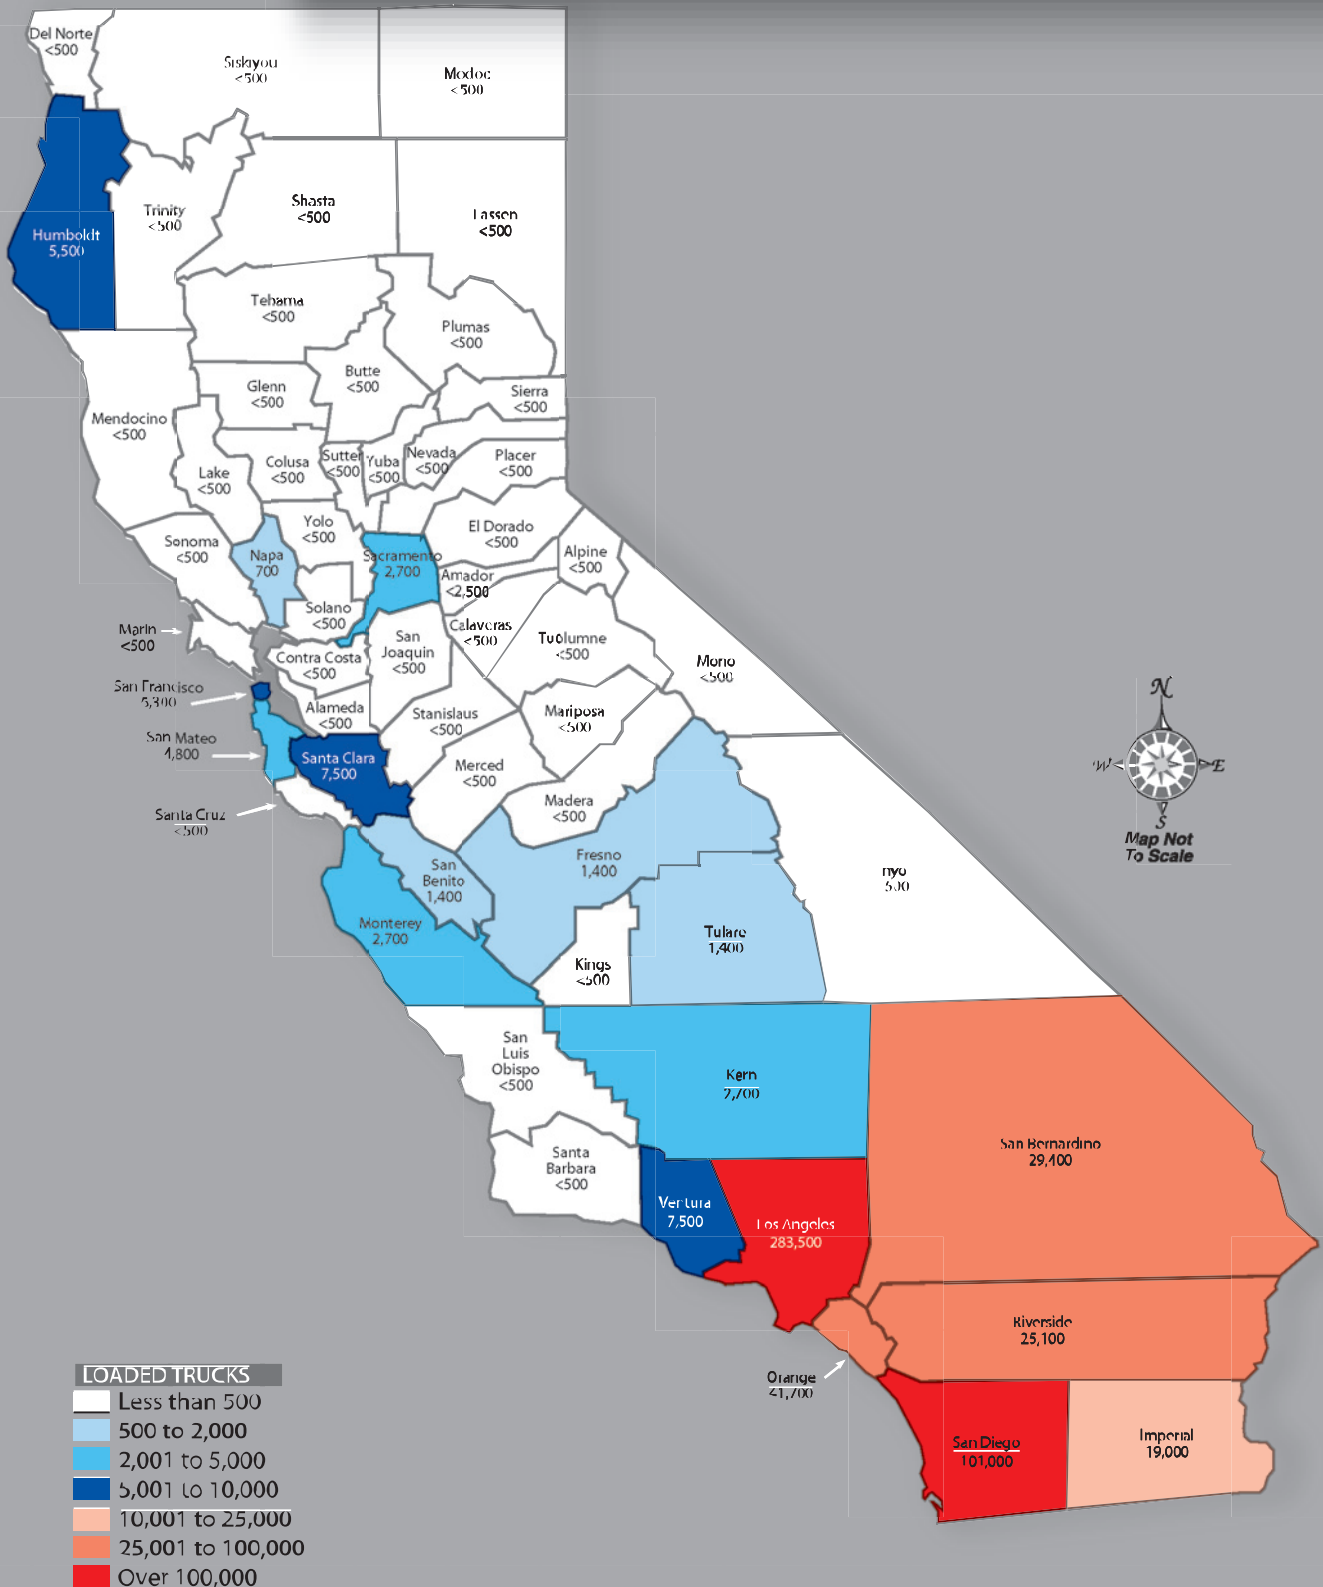 Del Norte
<500
Siskiyou
<500
Modoc
<500
Humboldt
5,500
Trinity
<500
Shasta
<500
Lassen
<500
Tehama
<500
Plumas
<500
Mendocino
<500
Glenn
<500
Butte
<500
Sierra
<500
Lake
<500
Colusa
<500
Sutter
<500
Yuba
<500
Nevada
<500
Placer
<500
Sonoma
<500
Napa
700
Yolo
<500
Sacramento
2,700
El Dorado
<500
Amador
<2,500
Alpine
<500
Marin
<500
Solano
<500
Contra Costa
<500
San
Joaquin
<500
Calaveras
<500
Tuolumne
<500
Mono
<500
San Francisco
5,300
San Mateo
4,800
Alameda
<500
Santa Clara
7,500
Stanislaus
<500
Mariposa
<500
Merced
<500
Santa Cruz
<500
Madera
<500
San
Benito
1,400
Fresno
1,400
nyo
500
Monterey
2,700
Tulare
1,400
Kings
<500
San
Luis
Obispo
<500
Kern
2,700
Santa
Barbara
<500
Ventura
7,500
Los Angeles
283,500
San Bernardino
29,400
Riverside
25,100
Orange
41,700
San Diego
101,000
Imperial
19,000
N
W
E
S
Map Not
To Scale
LOADED TRUCKS
Less than 500
500 to 2,000
2,001 to 5,000
5,001 to 10,000
10,001 to 25,000
25,001 to 100,000
Over 100,000